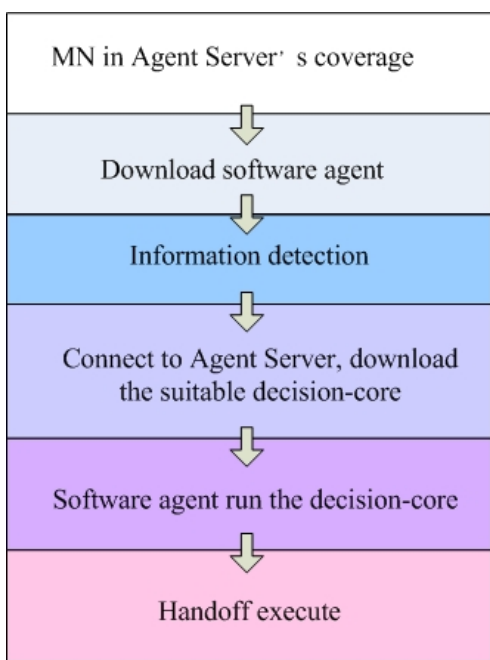 MN in Agent Server’ s coverage
Download software agent
Information detection
Connect to Agent Server, download
the suitable decision-core
Software agent run the decision-core
Handoff execute